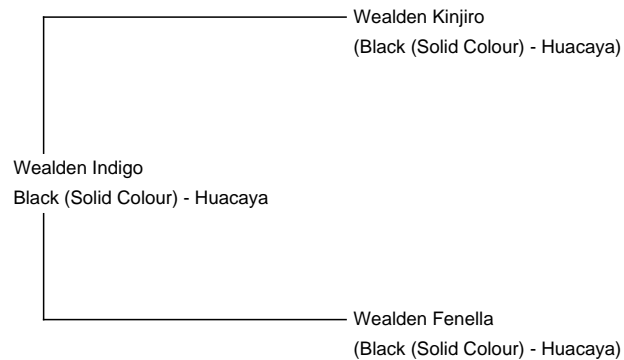 Wealden Kinjiro
(Black (Solid Colour) - Huacaya)
Wealden Indigo
Black (Solid Colour) - Huacaya
Wealden Fenella
(Black (Solid Colour) - Huacaya)